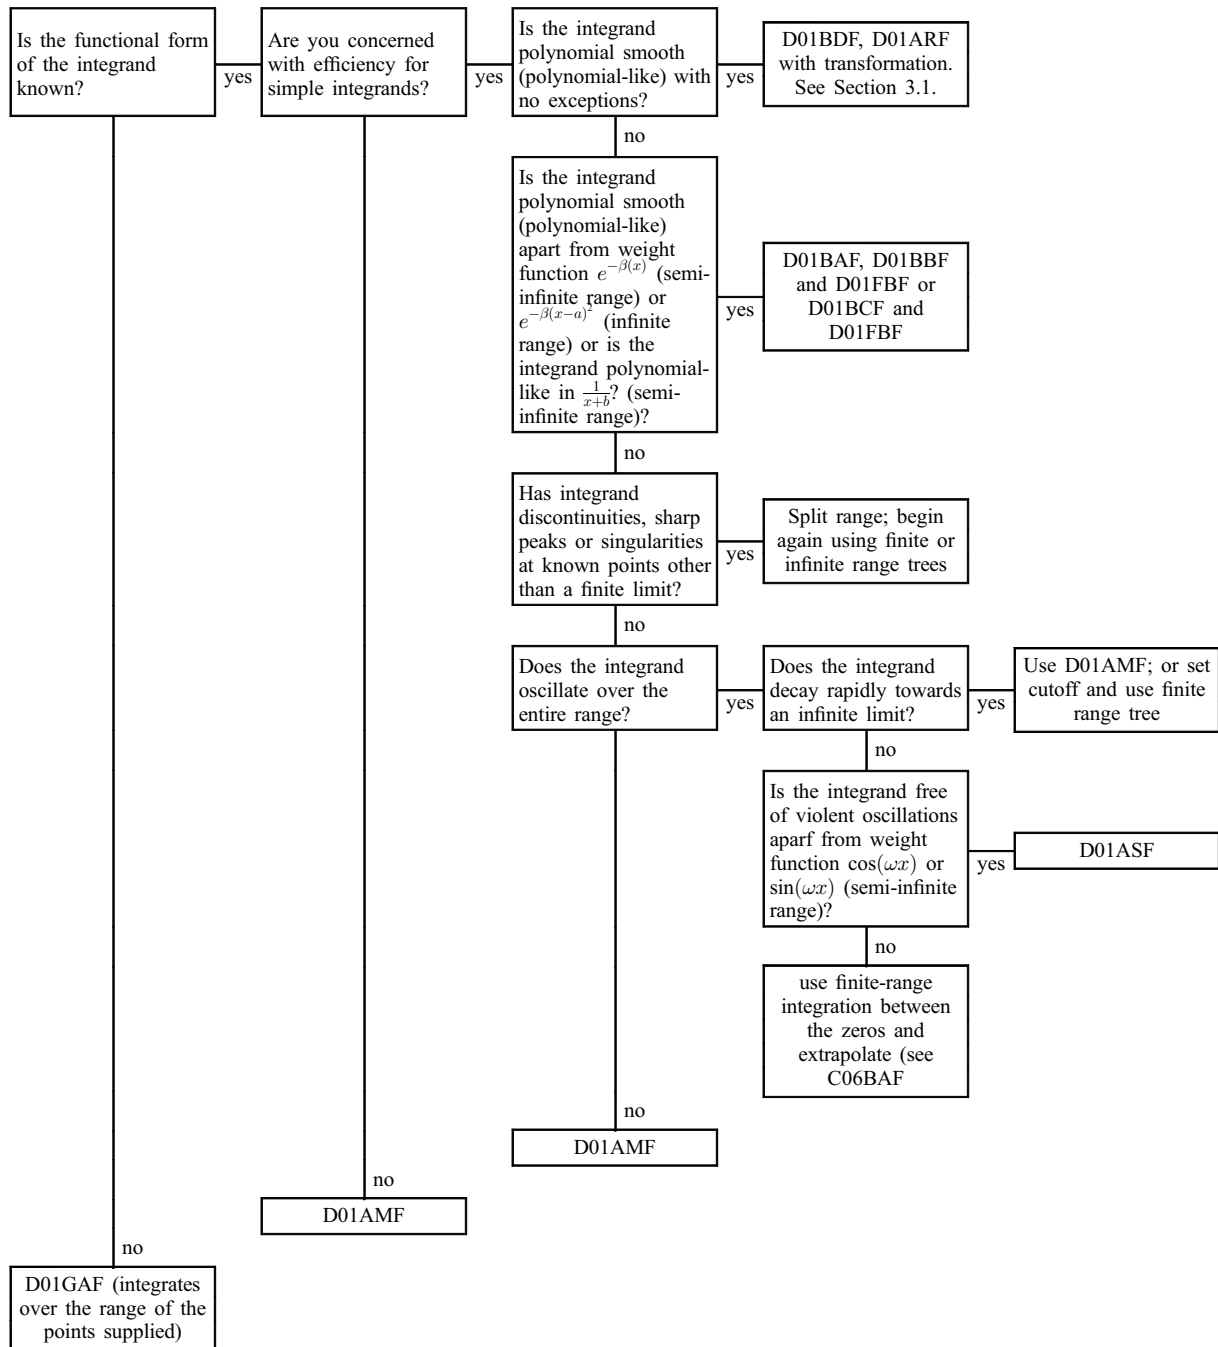 Is the functional form
of the integrand
known?
yes
Are you concerned
with efficiency for
simple integrands?
yes
Is the integrand
polynomial smooth
(polynomial-like) with
no exceptions?
yes
D01BDF, D01ARF
with transformation.
See Section 3.1.
no
Is the integrand
polynomial smooth
(polynomial-like)
apart from weight
function $e^{-\beta(x)}$ (semi-
infinite range) or
$e^{-\beta(x-a)^2}$ (infinite
range) or is the
integrand polynomial-
like in $\frac{1}{x+b}$? (semi-
infinite range)?
yes
D01BAF, D01BBF
and D01FBF or
D01BCF and
D01FBF
no
Has integrand
discontinuities, sharp
peaks or singularities
at known points other
than a finite limit?
yes
Split range; begin
again using finite or
infinite range trees
no
Does the integrand
oscillate over the
entire range?
yes
Does the integrand
decay rapidly towards
an infinite limit?
yes
Use D01AMF; or set
cutoff and use finite
range tree
no
Is the integrand free
of violent oscillations
aparf from weight
function cos(ωx) or
sin(ωx) (semi-infinite
range)?
yes
D01ASF
no
use finite-range
integration between
the zeros and
extrapolate (see
C06BAF
no
D01AMF
no
D01AMF
no
D01GAF (integrates
over the range of the
points supplied)